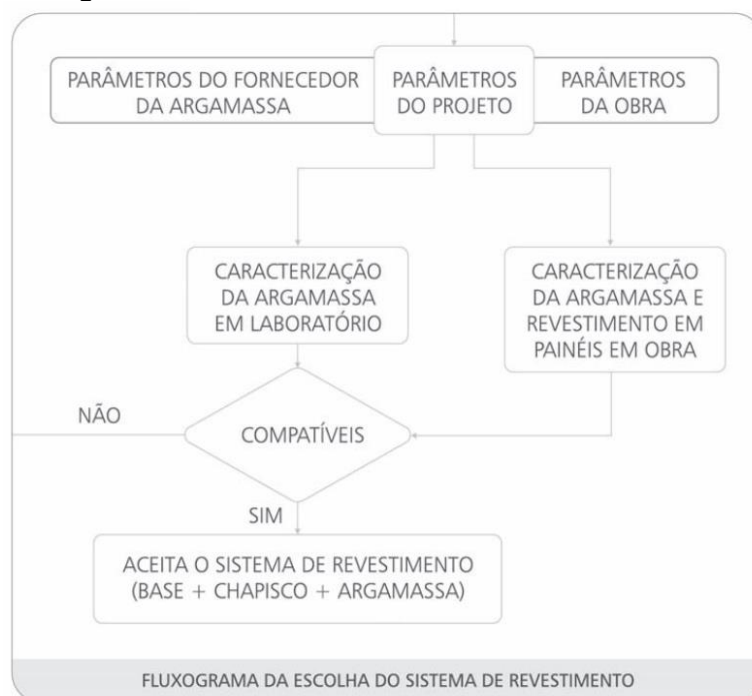 PARÂMETROS DO FORNECEDOR
DA ARGAMASSA
PARÂMETROS
DO PROJETO
PARÂMETROS
DA OBRA
CARACTERIZAÇÃO
DA ARGAMASSA
EM LABORATÓRIO
CARACTERIZAÇÃO
DA ARGAMASSA E
REVESTIMENTO EM
PAINÉIS EM OBRA
NÃO
COMPATÍVEIS
SIM
ACEITA O SISTEMA DE REVESTIMENTO
(BASE + CHAPISCO + ARGAMASSA)
FLUXOGRAMA DA ESCOLHA DO SISTEMA DE REVESTIMENTO